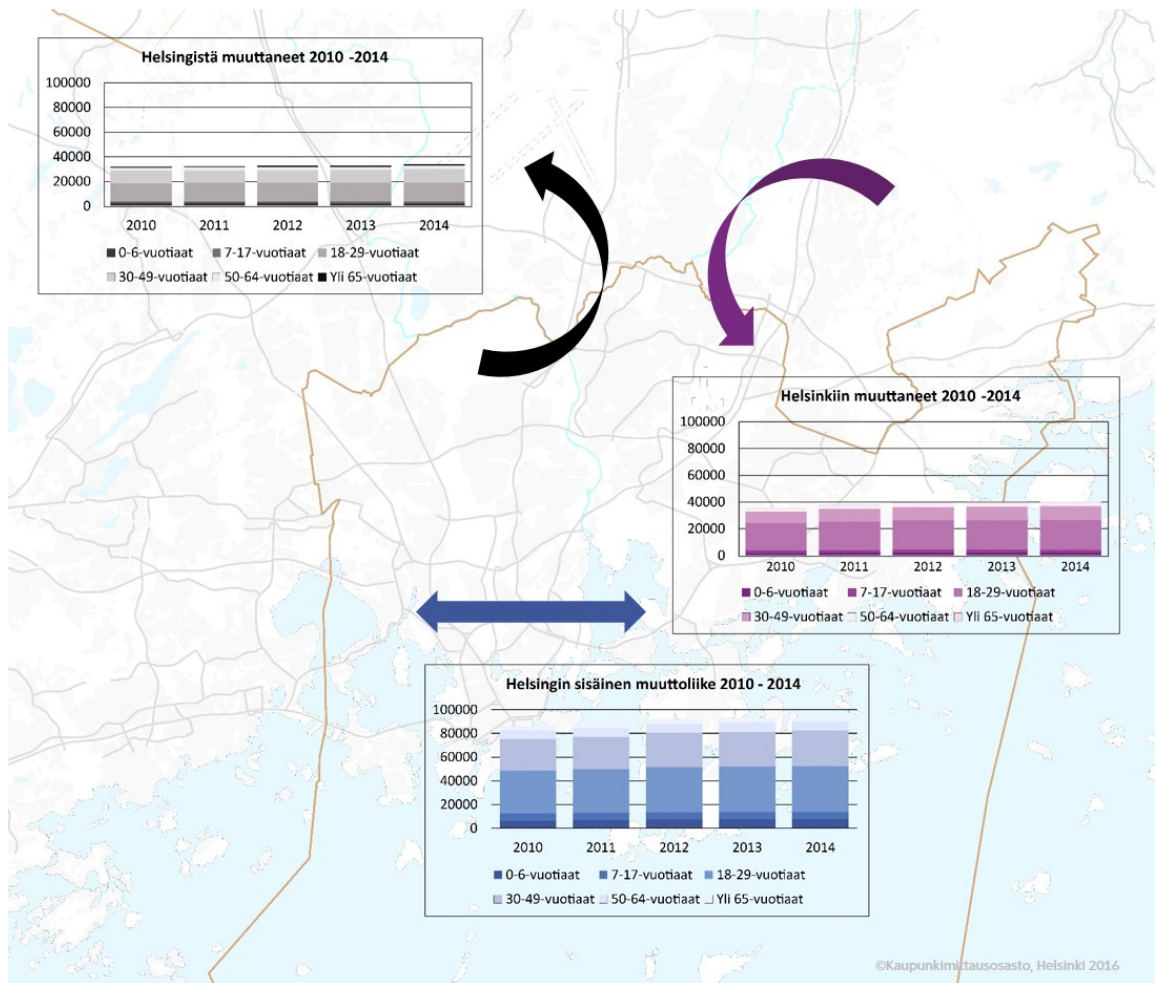 Helsingistä muuttaneet 2010 -2014
100000
80000
60000
40000
20000
0
2010 2011 2012 2013 2014
0-6-vuotiaat 7-17-vuotiaat 18-29-vuotiaat
30-49-vuotiaat 50-64-vuotiaat Yli 65-vuotiaat
Helsinkiin muuttaneet 2010 -2014
100000
80000
60000
40000
20000
0
2010 2011 2012 2013 2014
0-6-vuotiaat 7-17-vuotiaat 18-29-vuotiaat
30-49-vuotiaat 50-64-vuotiaat Yli 65-vuotiaat
Helsingin sisäinen muuttoliike 2010 - 2014
100000
80000
60000
40000
20000
0
2010 2011 2012 2013 2014
0-6-vuotiaat 7-17-vuotiaat 18-29-vuotiaat
30-49-vuotiaat 50-64-vuotiaat Yli 65-vuotiaat
©Kaupunkimittausosasto, Helsinki 2016